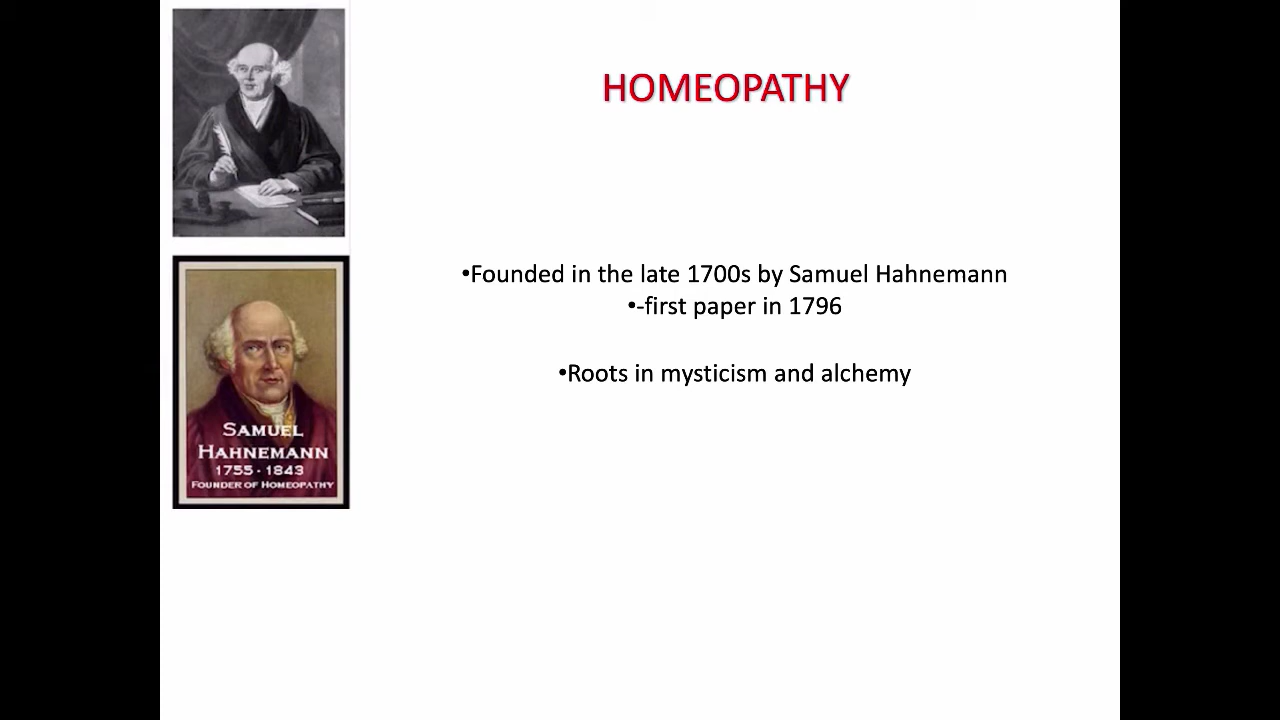 HOMEOPATHY
•Founded in the late 1700s by Samuel Hahnemann
•-first paper in 1796
•Roots in mysticism and alchemy
SAMUEL
HAHNEMANN
1755 · 1843
FOUNDER OF HOMEOPATHY